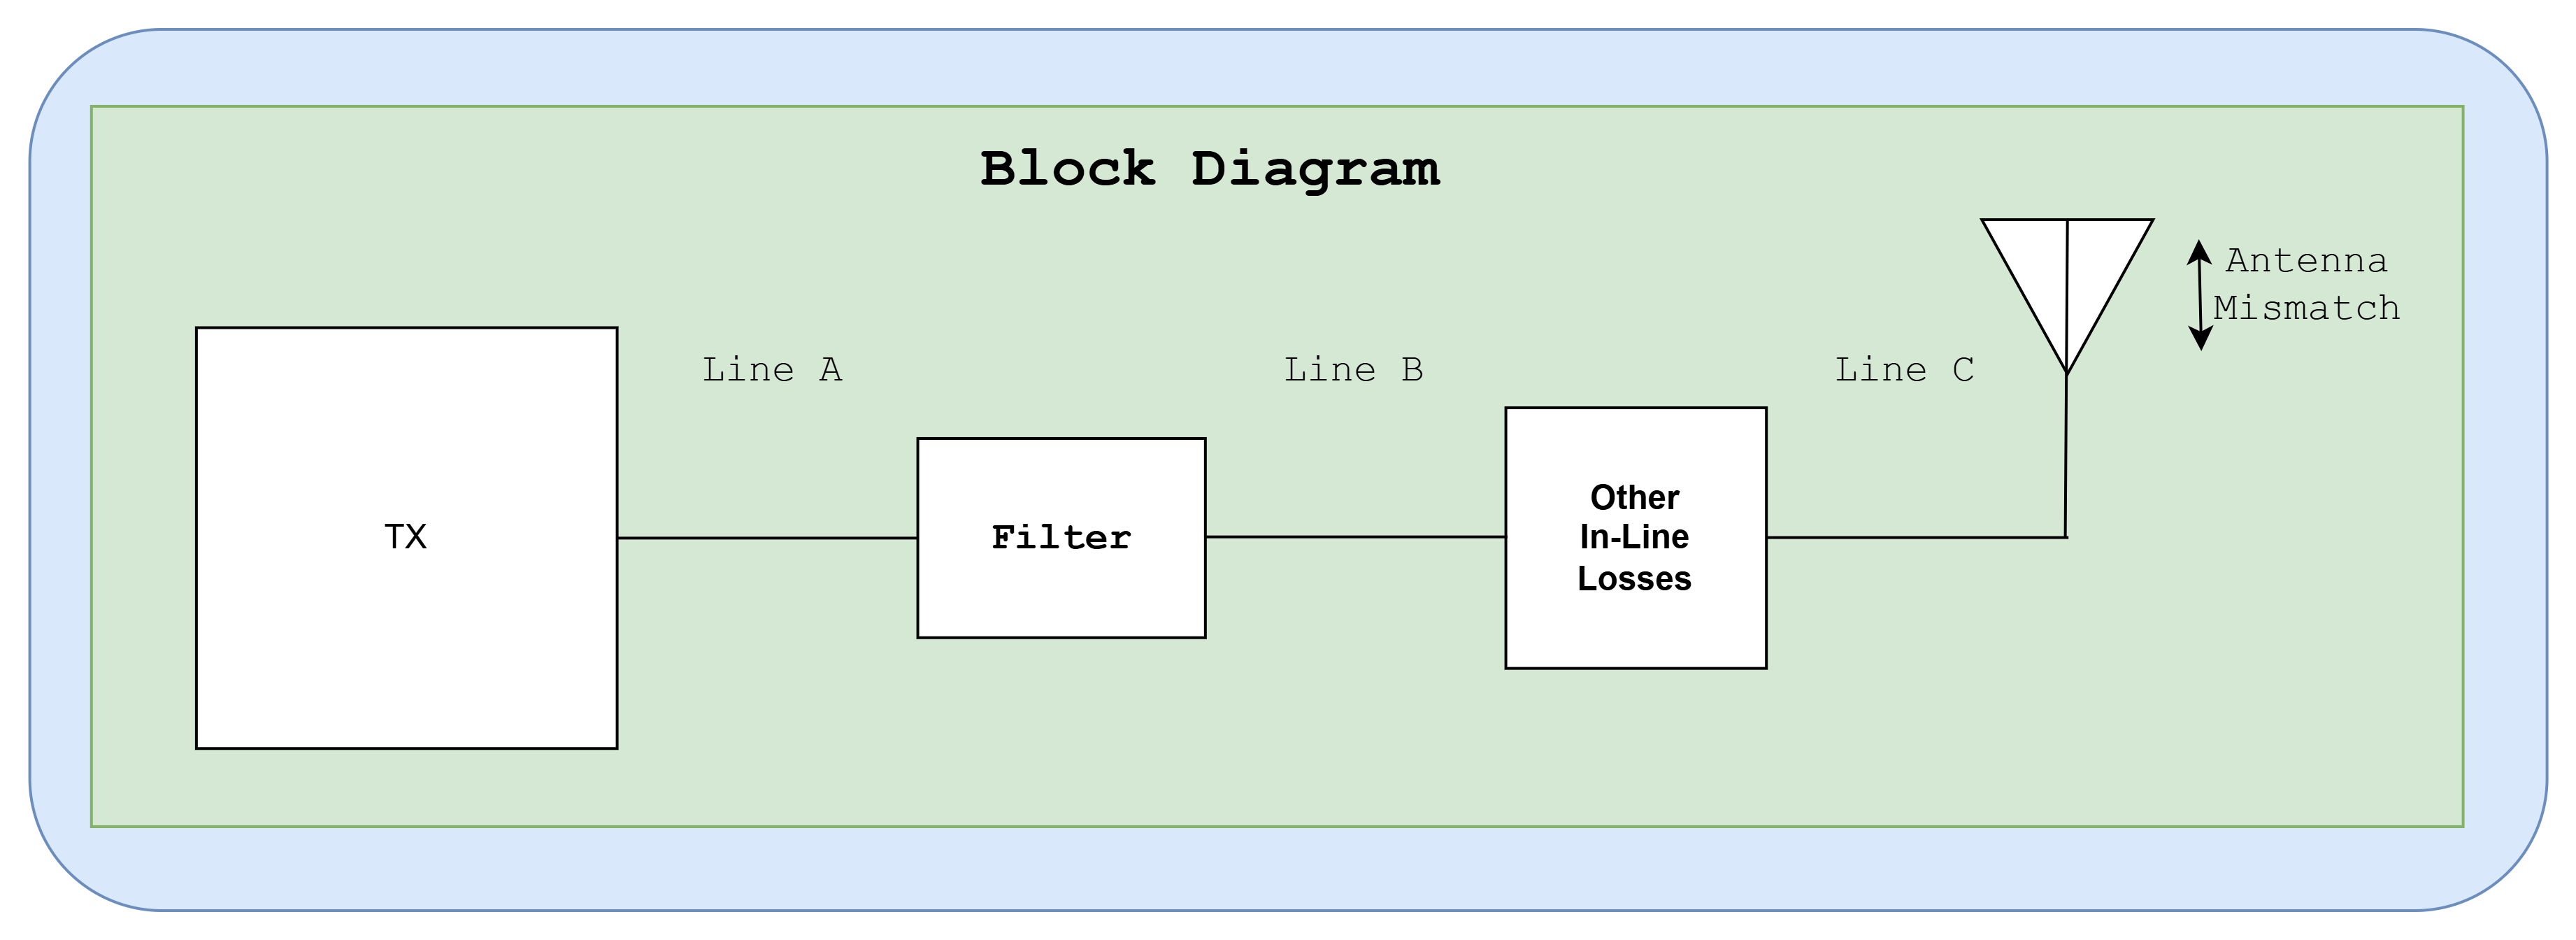 Block Diagram
Antenna
Mismatch
Line A
Line B
Line C
TX
Filter
Other
In-Line
Losses